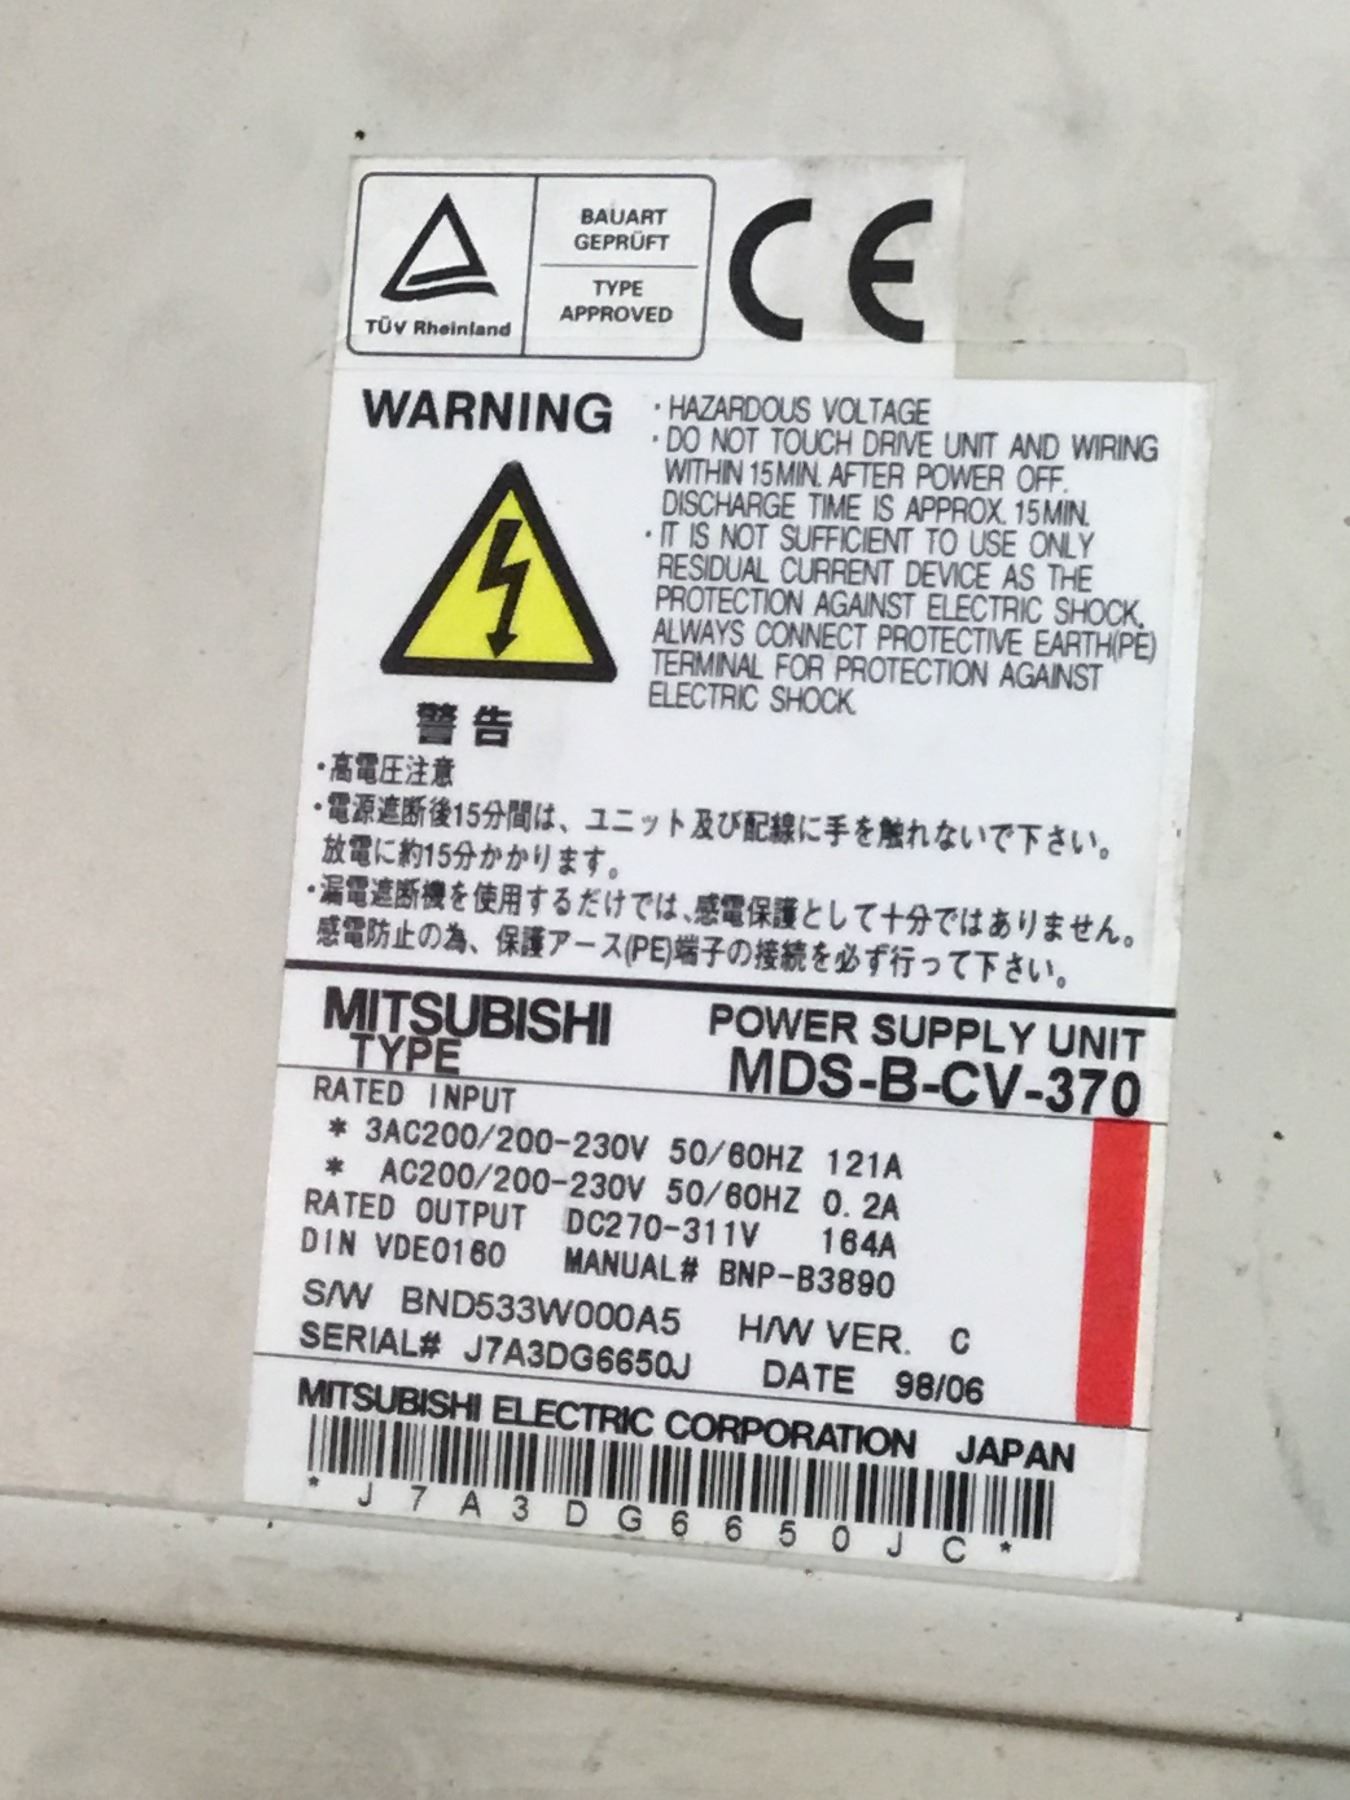 TÜV Rheinland
BAUART
GEPRÜFT
TYPE
APPROVED
CE
WARNING
・HAZARDOUS VOLTAGE
・DO NOT TOUCH DRIVE UNIT AND WIRING
WITHIN 15MIN. AFTER POWER OFF.
DISCHARGE TIME IS APPROX. 15MIN.
・IT IS NOT SUFFICIENT TO USE ONLY
RESIDUAL CURRENT DEVICE AS THE
PROTECTION AGAINST ELECTRIC SHOCK.
ALWAYS CONNECT PROTECTIVE EARTH(PE)
TERMINAL FOR PROTECTION AGAINST
ELECTRIC SHOCK.
警告
・高電圧注意
・電源遮断後15分間は、ユニット及び配線に手を触れないで下さい。
放電に約15分かかります。
・漏電遮断機を使用するだけでは、感電保護として十分ではありません。
感電防止の為、保護アース(PE)端子の接続を必ず行って下さい。
MITSUBISHI POWER SUPPLY UNIT
TYPE MDS-B-CV-370
RATED INPUT
* 3AC200/200-230V 50/60HZ 121A
* AC200/200-230V 50/60HZ 0.2A
RATED OUTPUT DC270-311V 164A
DIN VDE0160 MANUAL# BNP-B3890
S/W BND533W000A5 H/W VER. C
SERIAL# J7A3DG6650J DATE 98/06
MITSUBISHI ELECTRIC CORPORATION JAPAN
*J7A3DG6650JC*